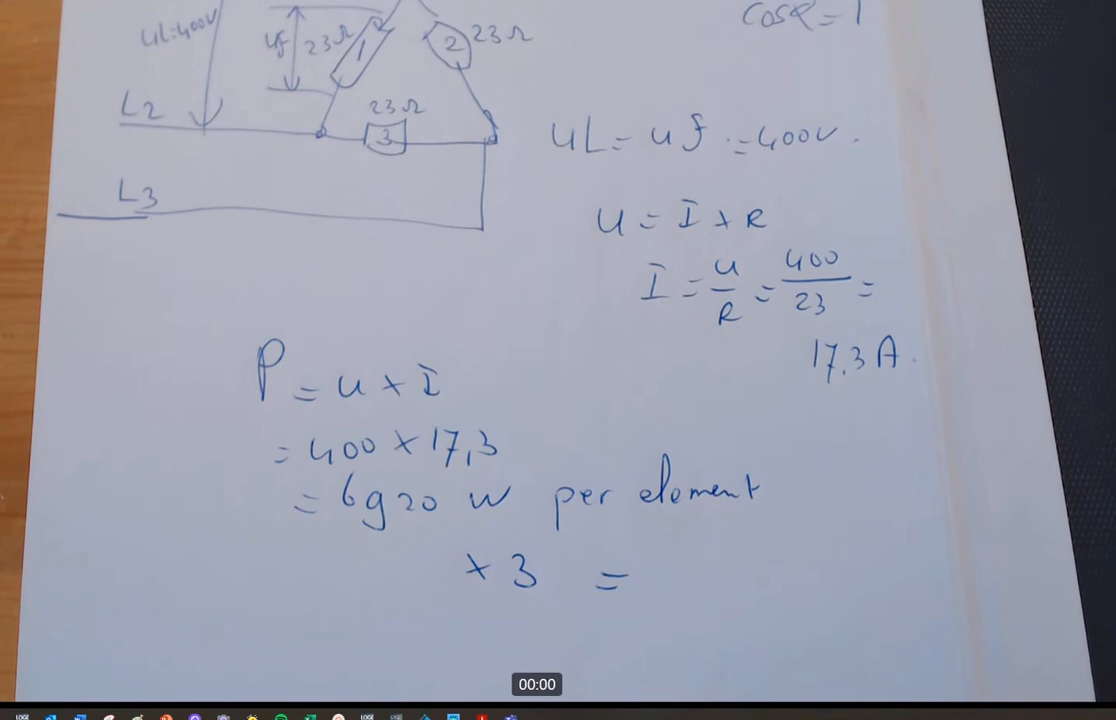 cosφ = 1
UL=400V
Uf 23Ω 1 2 23Ω
L2
23Ω
3
UL = Uf = 400V.
L3
U = I × R
I = U/R = 400/23 =
17,3 A.
P = U × I
= 400 × 17,3
= 6920 W per element
× 3 =
00:00